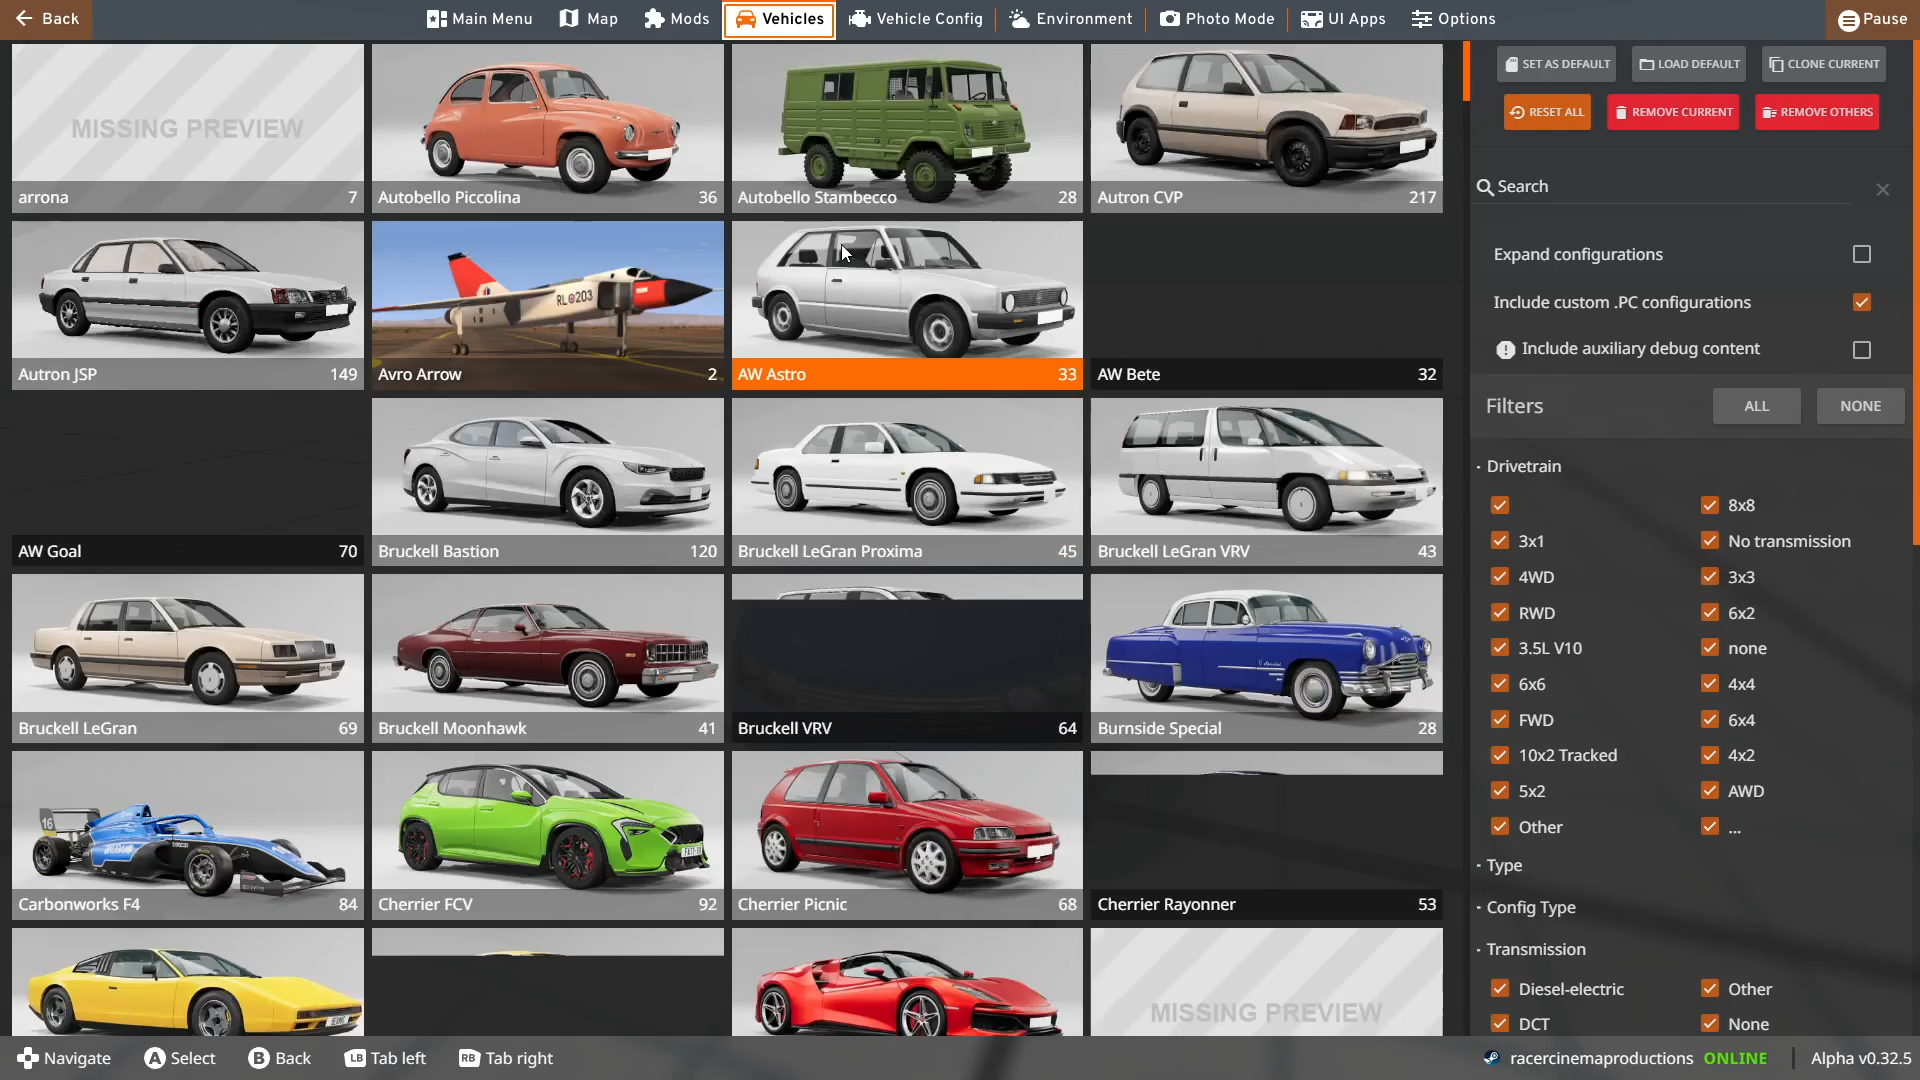 Back
Main Menu
Map
Mods
Vehicles
Vehicle Config
Environment
Photo Mode
UI Apps
Options
Pause
MISSING PREVIEW
arrona 7
Autobello Piccolina 36
Autobello Stambecco 28
Autron CVP 217
Autron JSP 149
RL 203
Avro Arrow 2
AW Astro 33
AW Bete 32
AW Goal 70
Bruckell Bastion 120
Bruckell LeGran Proxima 45
Bruckell LeGran VRV 43
Bruckell LeGran 69
Bruckell Moonhawk 41
Bruckell VRV 64
Burnside Special 28
16
Carbonworks F4 84
Cherrier FCV 92
Cherrier Picnic 68
Cherrier Rayonner 53
MISSING PREVIEW
SET AS DEFAULT
LOAD DEFAULT
CLONE CURRENT
RESET ALL
REMOVE CURRENT
REMOVE OTHERS
Search
Expand configurations
Include custom .PC configurations
Include auxiliary debug content
Filters
ALL
NONE
- Drivetrain
8x8
3x1
No transmission
4WD
3x3
RWD
6x2
3.5L V10
none
6x6
4x4
FWD
6x4
10x2 Tracked
4x2
5x2
AWD
Other
...
- Type
- Config Type
- Transmission
Diesel-electric
Other
DCT
None
Navigate
A Select
B Back
LB Tab left
RB Tab right
racercinemaproductions ONLINE
Alpha v0.32.5